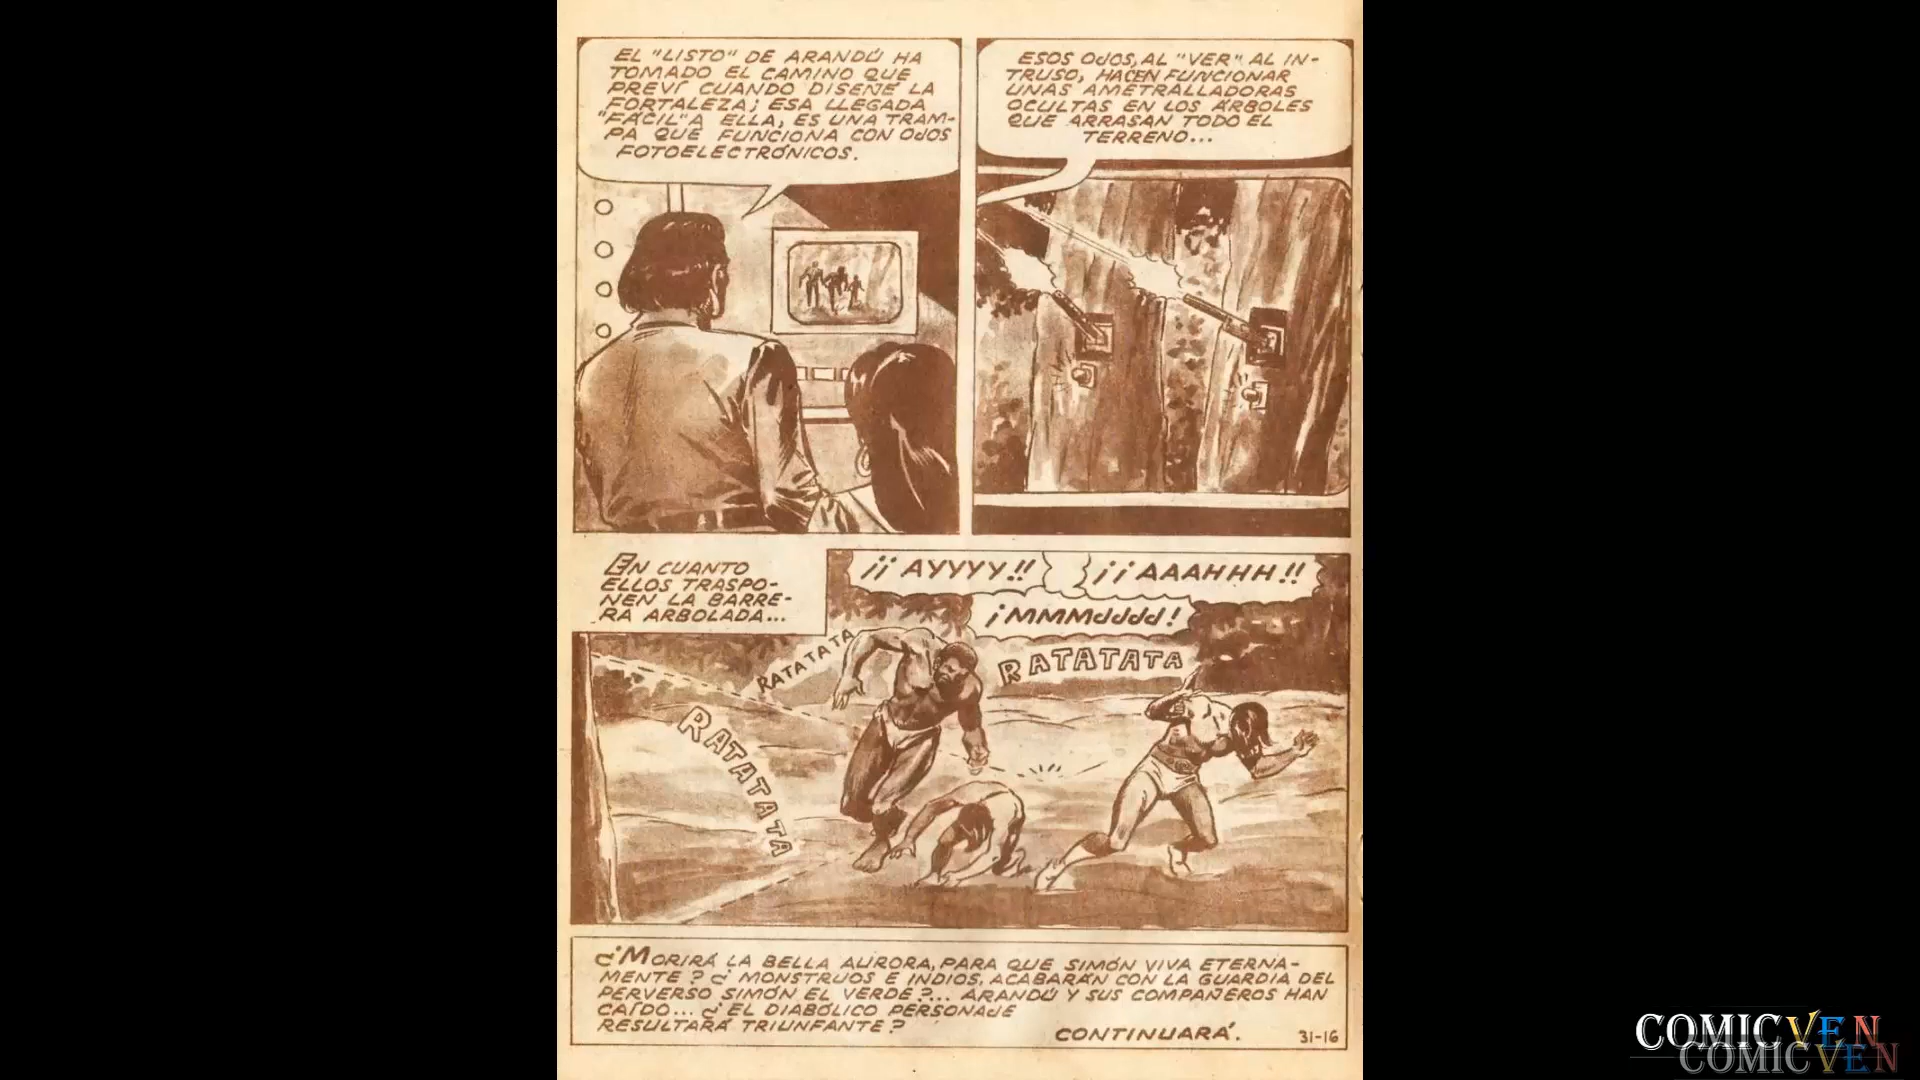 EL "LISTO" DE ARANDÚ HA
TOMADO EL CAMINO QUE
PREVÍ CUANDO DISEÑÉ LA
FORTALEZA; ESA LLEGADA
"FÁCIL" A ELLA, ES UNA TRAM-
PA QUE FUNCIONA CON OJOS
FOTOELECTRÓNICOS.
ESOS OJOS, AL "VER" AL IN-
TRUSO, HACEN FUNCIONAR
UNAS AMETRALLADORAS
OCULTAS EN LOS ÁRBOLES
QUE ARRASAN TODO EL
TERRENO...
EN CUANTO
ELLOS TRASPO-
NEN LA BARRE-
RA ARBOLADA...
¡¡AYYYY!!
¡¡AAAHHH!!
¡MMMJJJJ!
RATATATA
RATATATA
RATATATA
¿MORIRÁ LA BELLA AURORA, PARA QUE SIMÓN VIVA ETERNA-
MENTE? ¿MONSTRUOS E INDIOS, ACABARÁN CON LA GUARDIA DEL
PERVERSO SIMÓN EL VERDE?... ARANDÚ Y SUS COMPAÑEROS HAN
CAÍDO... ¿EL DIABÓLICO PERSONAJE
RESULTARÁ TRIUNFANTE?
CONTINUARÁ.
31-16
COMICVEN
COMICVEN